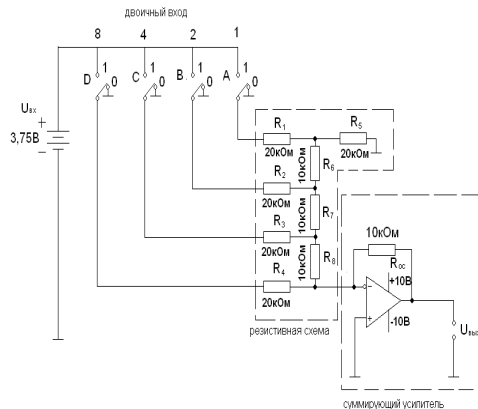 двоичный вход
8 4 2 1
D 1 0 C 1 0 B 1 0 A 1 0
Uвх
+
3,75В
−
R1 R5
20кОм 20кОм
R6
10кОм
R2
20кОм
R7
10кОм
R3
20кОм
R8
10кОм
R4
20кОм
10кОм
Rос
+10В
−
+
-10В
Uвых
резистивная схема
суммирующий усилитель